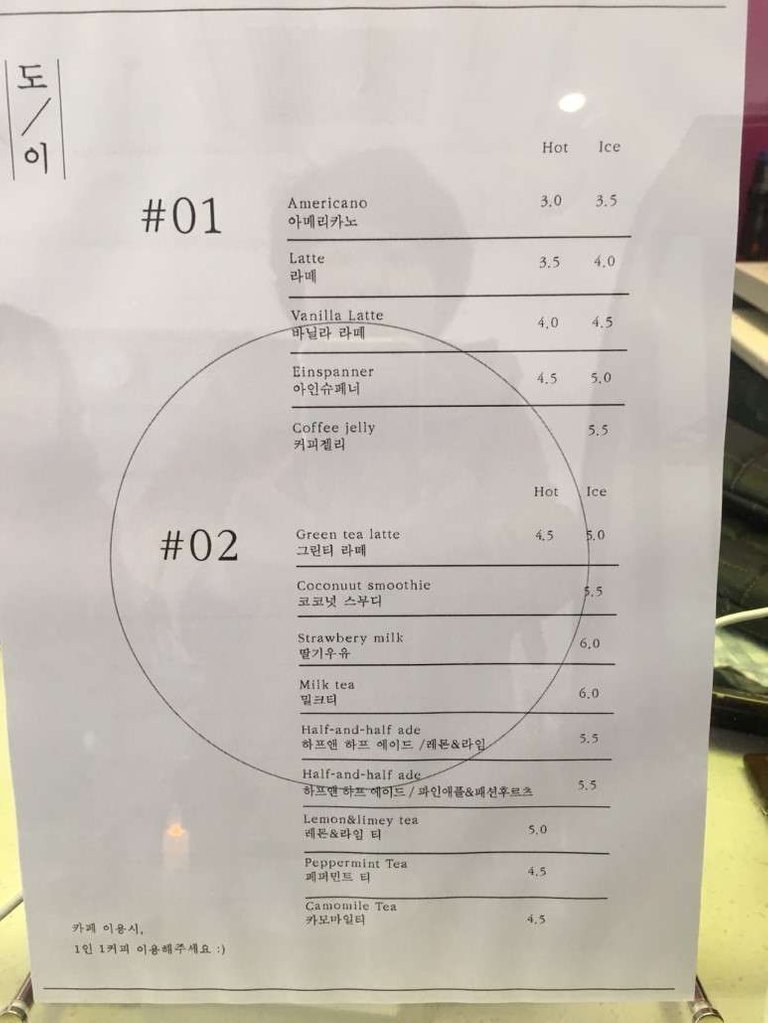 도
/
이
Hot Ice
#01
Americano 3.0 3.5
아메리카노
Latte 3.5 4.0
라떼
Vanilla Latte 4.0 4.5
바닐라 라떼
Einspanner 4.5 5.0
아인슈페너
Coffee jelly 5.5
커피젤리
Hot Ice
#02
Green tea latte 4.5 5.0
그린티 라떼
Coconuut smoothie 5.5
코코넛 스무디
Strawbery milk 6.0
딸기우유
Milk tea 6.0
밀크티
Half-and-half ade 5.5
하프앤 하프 에이드 /레몬&라임
Half-and-half ade 5.5
하프앤 하프 에이드 / 파인애플&패션후르츠
Lemon&limey tea 5.0
레몬&라임 티
Peppermint Tea 4.5
페퍼민트 티
Camomile Tea 4.5
카모마일티
카페 이용시,
1인 1커피 이용해주세요 :)